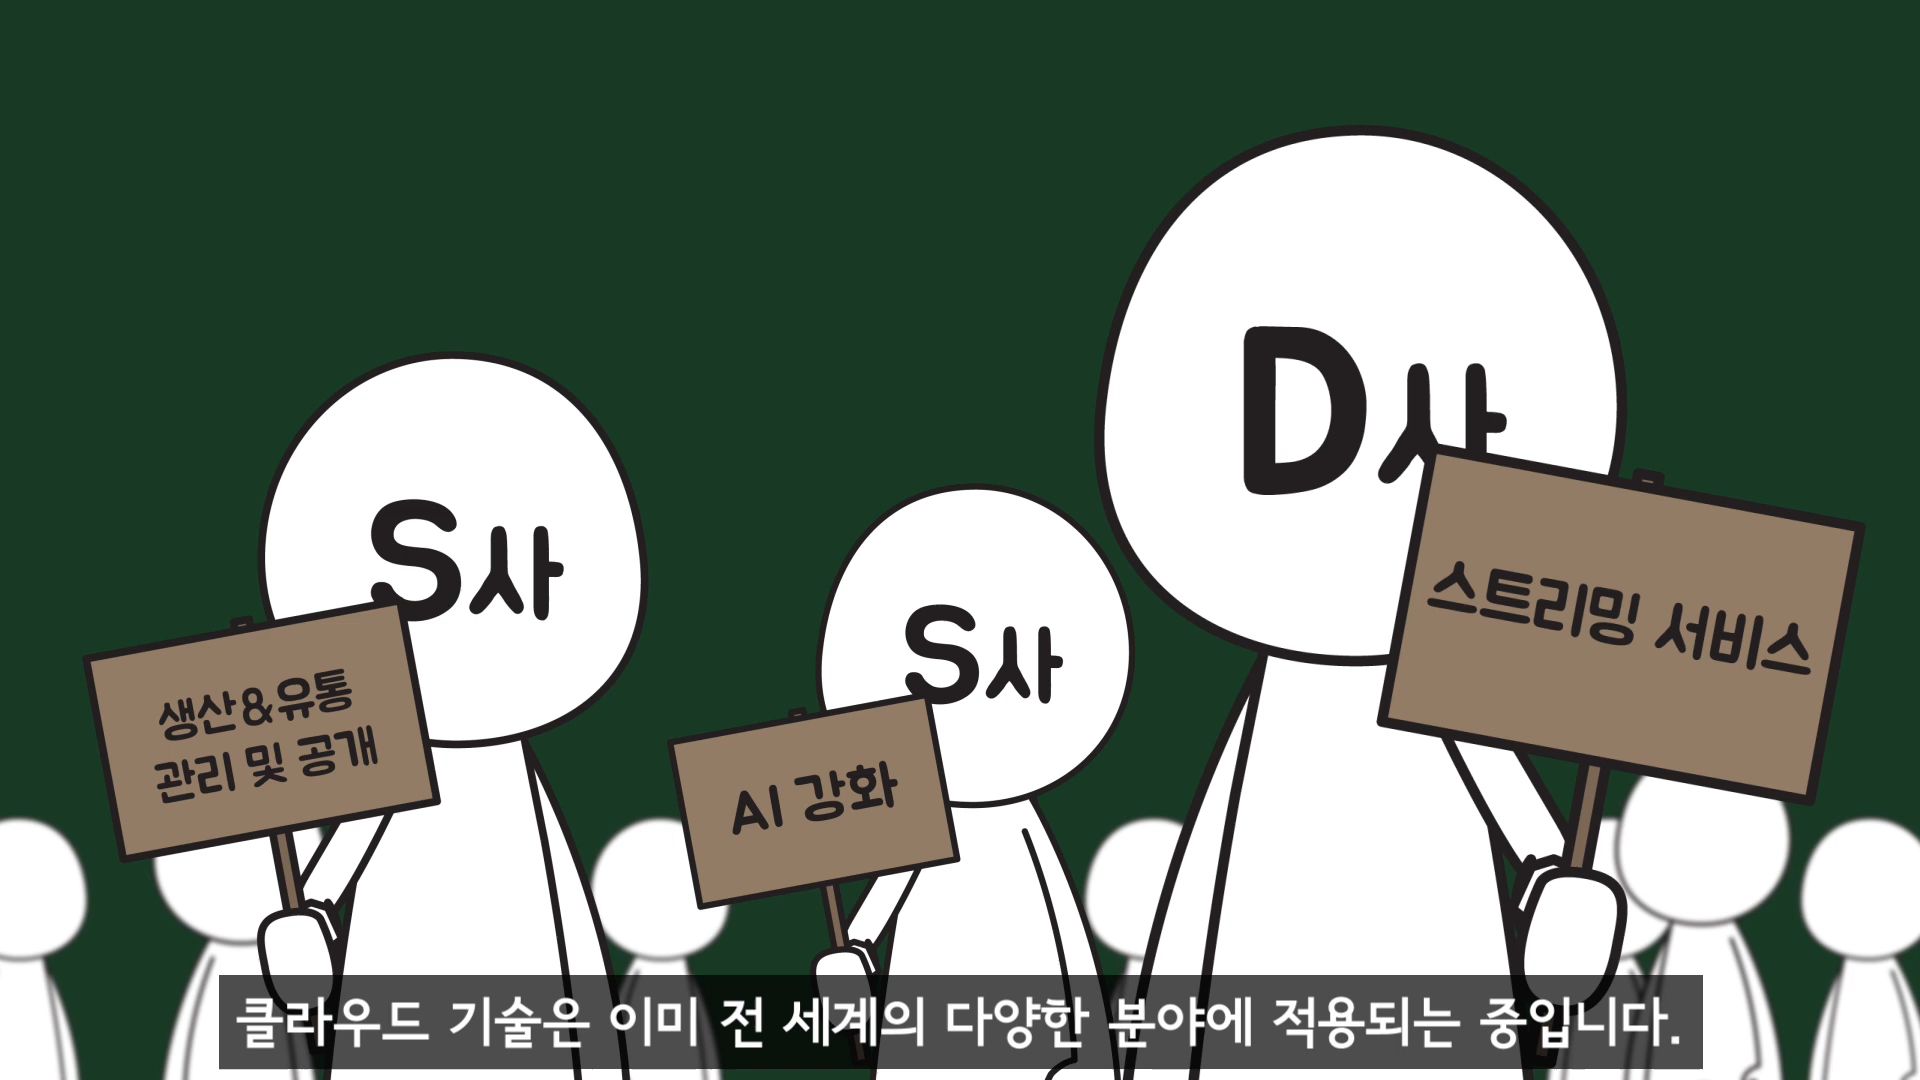 D사
스트리밍 서비스
S사
생산&유통
관리 및 공개
S사
AI 강화
클라우드 기술은 이미 전 세계의 다양한 분야에 적용되는 중입니다.